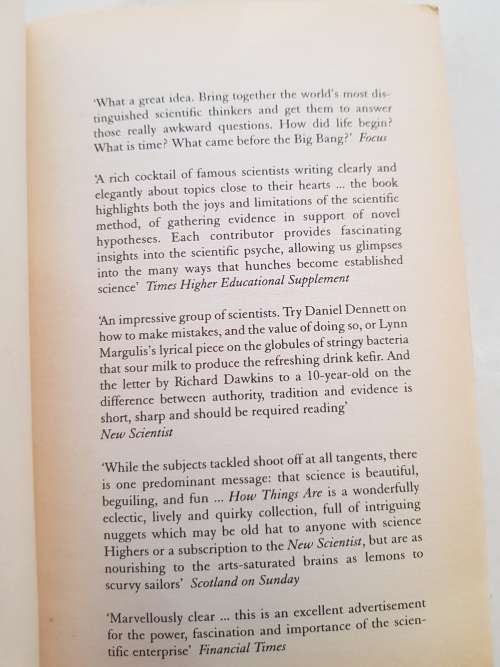 ‘What a great idea. Bring together the world's most dis-
tinguished scientific thinkers and get them to answer
those really awkward questions. How did life begin?
What is time? What came before the Big Bang?’ Focus
‘A rich cocktail of famous scientists writing clearly and
elegantly about topics close to their hearts ... the book
highlights both the joys and limitations of the scientific
method, of gathering evidence in support of novel
hypotheses. Each contributor provides fascinating
insights into the scientific psyche, allowing us glimpses
into the many ways that hunches become established
science’ Times Higher Educational Supplement
‘An impressive group of scientists. Try Daniel Dennett on
how to make mistakes, and the value of doing so, or Lynn
Margulis's lyrical piece on the globules of stringy bacteria
that sour milk to produce the refreshing drink kefir. And
the letter by Richard Dawkins to a 10-year-old on the
difference between authority, tradition and evidence is
short, sharp and should be required reading’
New Scientist
‘While the subjects tackled shoot off at all tangents, there
is one predominant message: that science is beautiful,
beguiling, and fun ... How Things Are is a wonderfully
eclectic, lively and quirky collection, full of intriguing
nuggets which may be old hat to anyone with science
Highers or a subscription to the New Scientist, but are as
nourishing to the arts-saturated brains as lemons to
scurvy sailors’ Scotland on Sunday
‘Marvellously clear ... this is an excellent advertisement
for the power, fascination and importance of the scien-
tific enterprise’ Financial Times